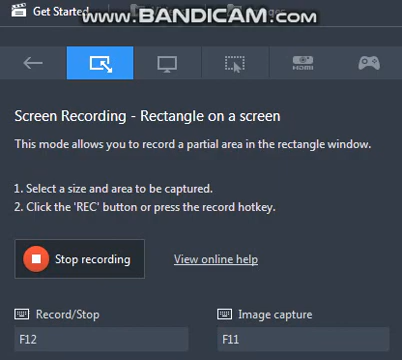 Get Started
www.BANDICAM.com
Screen Recording - Rectangle on a screen
This mode allows you to record a partial area in the rectangle window.
1. Select a size and area to be captured.
2. Click the 'REC' button or press the record hotkey.
Stop recording
View online help
Record/Stop
Image capture
F12
F11